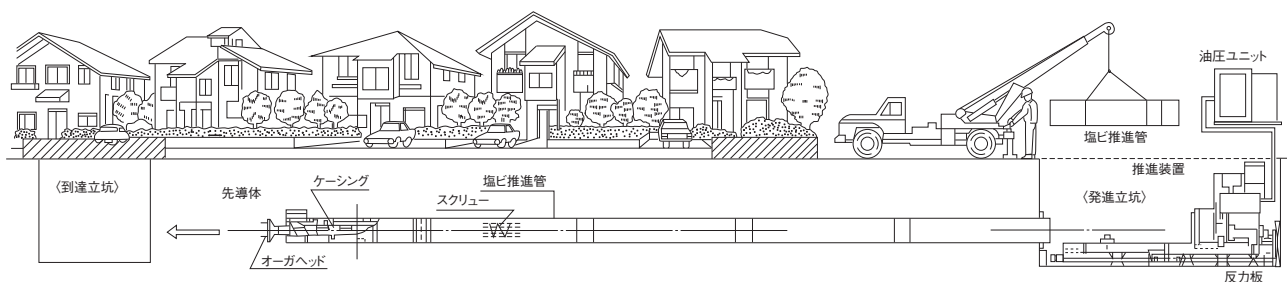 油圧ユニット
塩ビ推進管
推進装置
〈到達立坑〉
先導体
ケーシング
スクリュー
塩ビ推進管
〈発進立坑〉
オーガヘッド
反力板